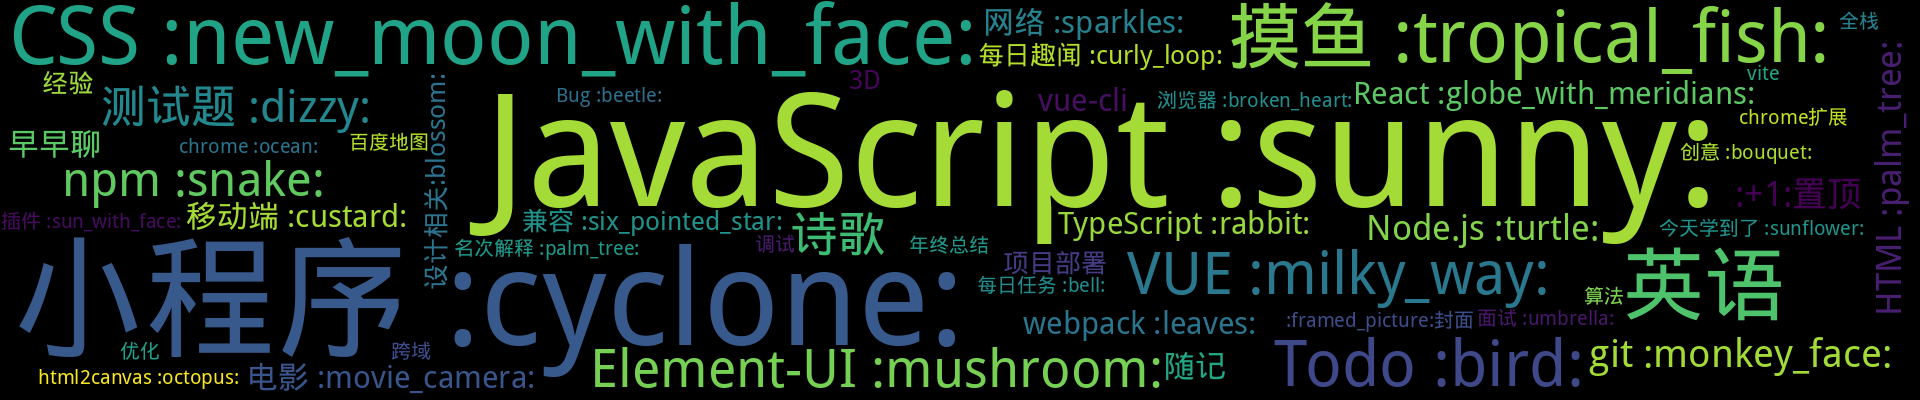 CSS :new_moon_with_face:
网络 :sparkles:
摸鱼 :tropical_fish:
全栈
每日趣闻 :curly_loop:
经验
3D
vite
测试题 :dizzy:
Bug :beetle:
JavaScript :sunny:
vue-cli
浏览器 :broken_heart:
React :globe_with_meridians:
chrome扩展
早早聊
chrome :ocean:
百度地图
设计相关:blossom:
创意 :bouquet:
HTML :palm_tree:
npm :snake:
:+1:置顶
插件 :sun_with_face:
移动端 :custard:
兼容 :six_pointed_star:
诗歌
TypeScript :rabbit:
Node.js :turtle:
今天学到了 :sunflower:
名次解释 :palm_tree:
调试
年终总结
小程序 :cyclone:
项目部署
VUE :milky_way:
英语
每日任务 :bell:
算法
webpack :leaves:
:framed_picture:封面
面试 :umbrella:
优化
跨域
Element-UI :mushroom:
随记
Todo :bird:
git :monkey_face:
html2canvas :octopus:
电影 :movie_camera: